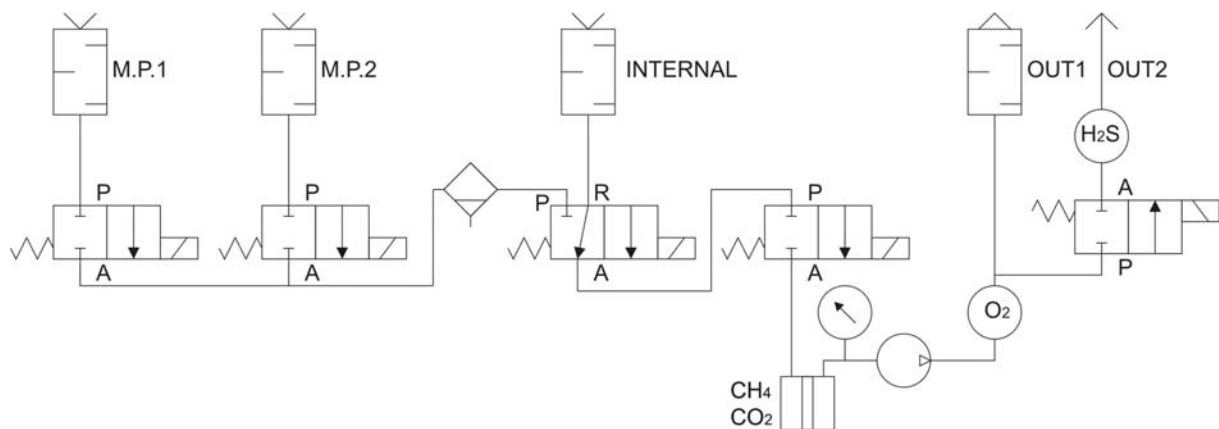 M.P.1 M.P.2 INTERNAL OUT1 OUT2
H₂S
P P P R P A
A A A A P
O₂
CH₄
CO₂